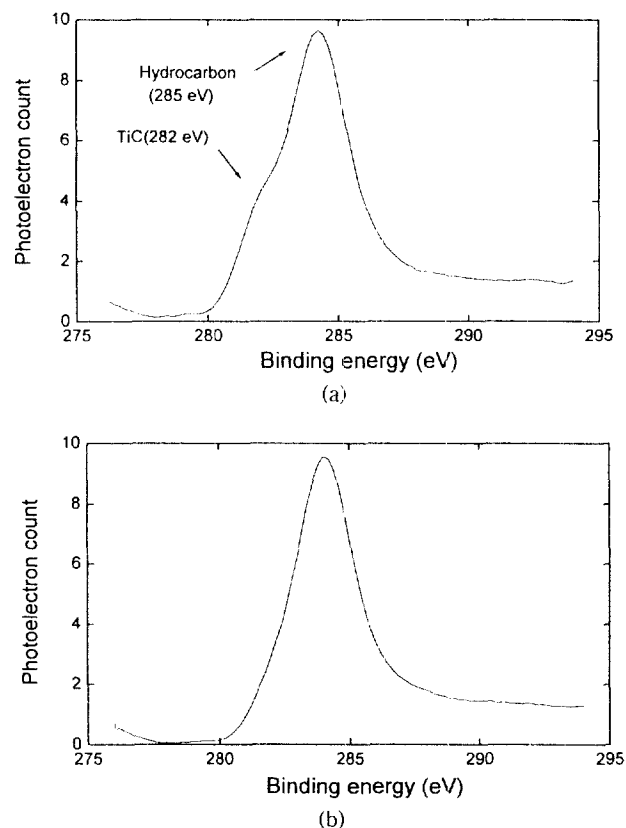 10
8
6
4
2
0
Photoelectron count
Hydrocarbon
(285 eV)
TiC(282 eV)
275 280 285 290 295
Binding energy (eV)
(a)
10
8
6
4
2
0
Photoelectron count
275 280 285 290 295
Binding energy (eV)
(b)